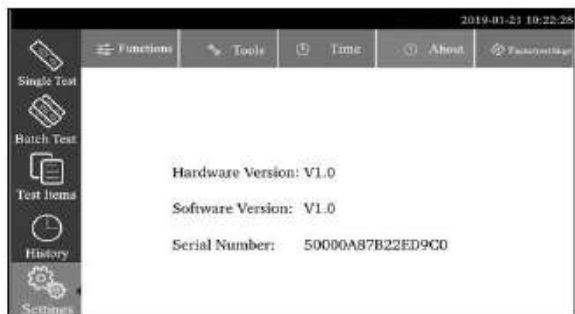 2019-01-21 10:22:28
Functions
Tools
Time
About
Single Test
Batch Test
Test Items
History
Settings
Hardware Version: V1.0
Software Version: V1.0
Serial Number: 50000A87B22ED9C0